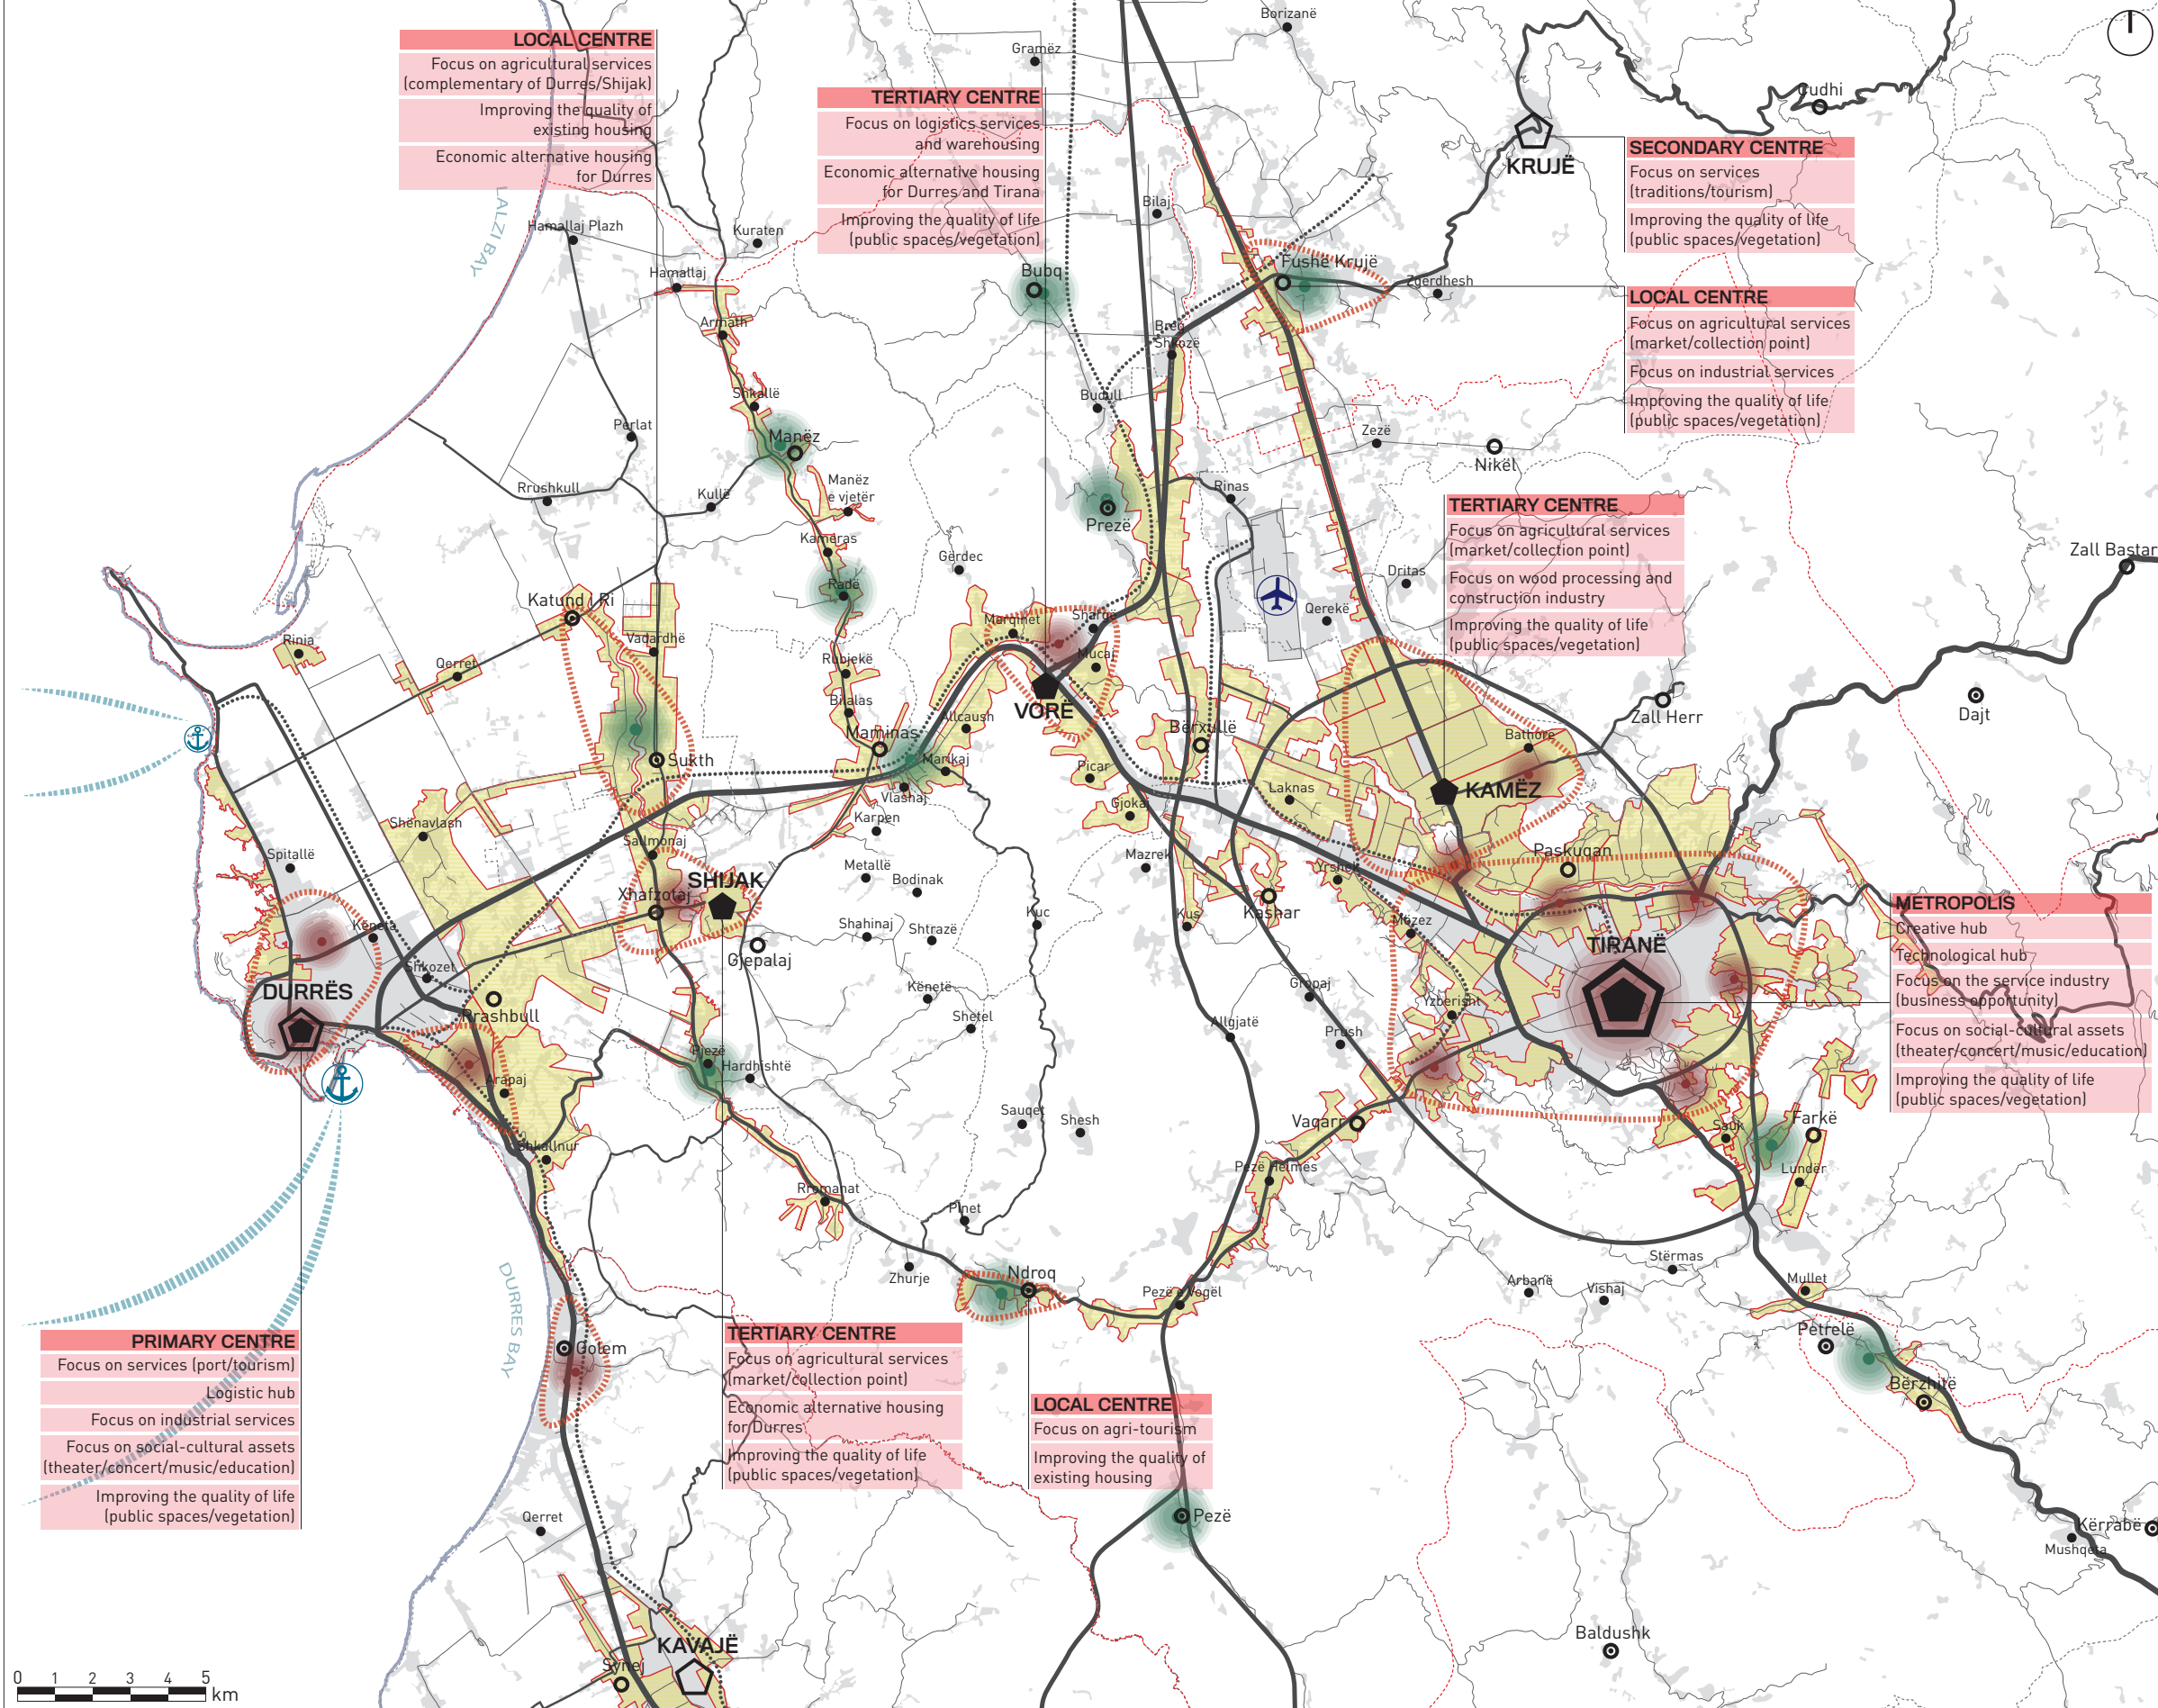 LOCAL CENTRE
Focus on agricultural services
(complementary of Durres/Shijak)
Improving the quality of
existing housing
Economic alternative housing
for Durres
TERTIARY CENTRE
Focus on logistics services
and warehousing
Economic alternative housing
for Durres and Tirana
Improving the quality of life
(public spaces/vegetation)
SECONDARY CENTRE
Focus on services
(traditions/tourism)
Improving the quality of life
(public spaces/vegetation)
LOCAL CENTRE
Focus on agricultural services
(market/collection point)
Focus on industrial services
Improving the quality of life
(public spaces/vegetation)
TERTIARY CENTRE
Focus on agricultural services
(market/collection point)
Focus on wood processing and
construction industry
Improving the quality of life
(public spaces/vegetation)
METROPOLIS
Creative hub
Technological hub
Focus on the service industry
(business opportunity)
Focus on social-cultural assets
(theater/concert/music/education)
Improving the quality of life
(public spaces/vegetation)
PRIMARY CENTRE
Focus on services (port/tourism)
Logistic hub
Focus on industrial services
Focus on social-cultural assets
(theater/concert/music/education)
Improving the quality of life
(public spaces/vegetation)
TERTIARY CENTRE
Focus on agricultural services
(market/collection point)
Economic alternative housing
for Durres
Improving the quality of life
(public spaces/vegetation)
LOCAL CENTRE
Focus on agri-tourism
Improving the quality of
existing housing
Borizanë
Gramëz
Cudhi
KRUJË
LALZI BAY
Bilaj
Hamallaj Plazh
Kuraten
Hamallaj
Bubq
Fushë Krujë
Zgërdhesh
Armath
Breg
Shkozë
Shkallë
Budull
Perlat
Manëz
Zezë
Nikël
Rrushkull
Kullë
Manëz
e vjetër
Rinas
Prezë
Kameras
Gërdec
Dritas
Zall Bastar
Radë
Katund i Ri
Marqinet
Shargë
Qerekë
Rinia
Vadardhë
Mucaj
Qerret
Rubjekë
Bilalas
VORË
Allcaush
Zall Herr
Dajt
Maminas
Bërxullë
Bathore
Sukth
Marikaj
Picar
KAMËZ
Vlashaj
Laknas
Gjokaj
Shënavlash
Karpen
Sallmonaj
Mazrek
Paskuqan
Spitallë
Metallë
Yrshek
SHIJAK
Bodinak
Xhafzotaj
Kuc
Kus
Kashar
Shahinaj
Shtrazë
Mëzez
TIRANË
Këneta
Gjepalaj
Shkozet
DURRËS
Kënetë
Gropaj
Yzberisht
Rrashbull
Shetel
Allgjatë
Prush
Pjezë
Hardhishtë
Arapaj
Sauqet
Shesh
Vaqarr
Sauk
Farkë
Shkallnur
Pezë Helmës
Lundër
Rromanat
Pinet
Stërmas
Zhurje
Ndroq
Pezë e Vogël
Arbanë
Vishaj
Mullet
DURRES BAY
Golem
Petrelë
Bërzhitë
Qerret
Pezë
Kërrabë
Mushqeta
Baldushk
KAVAJË
Synej
0 1 2 3 4 5
km